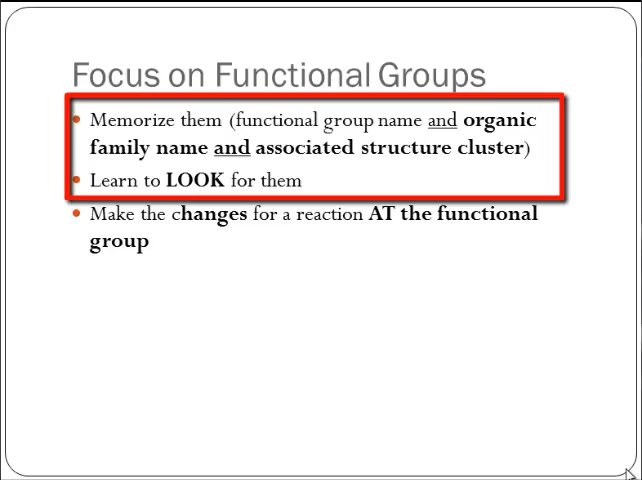 Focus on Functional Groups
Memorize them (functional group name and organic
family name and associated structure cluster)
Learn to LOOK for them
Make the changes for a reaction AT the functional
group